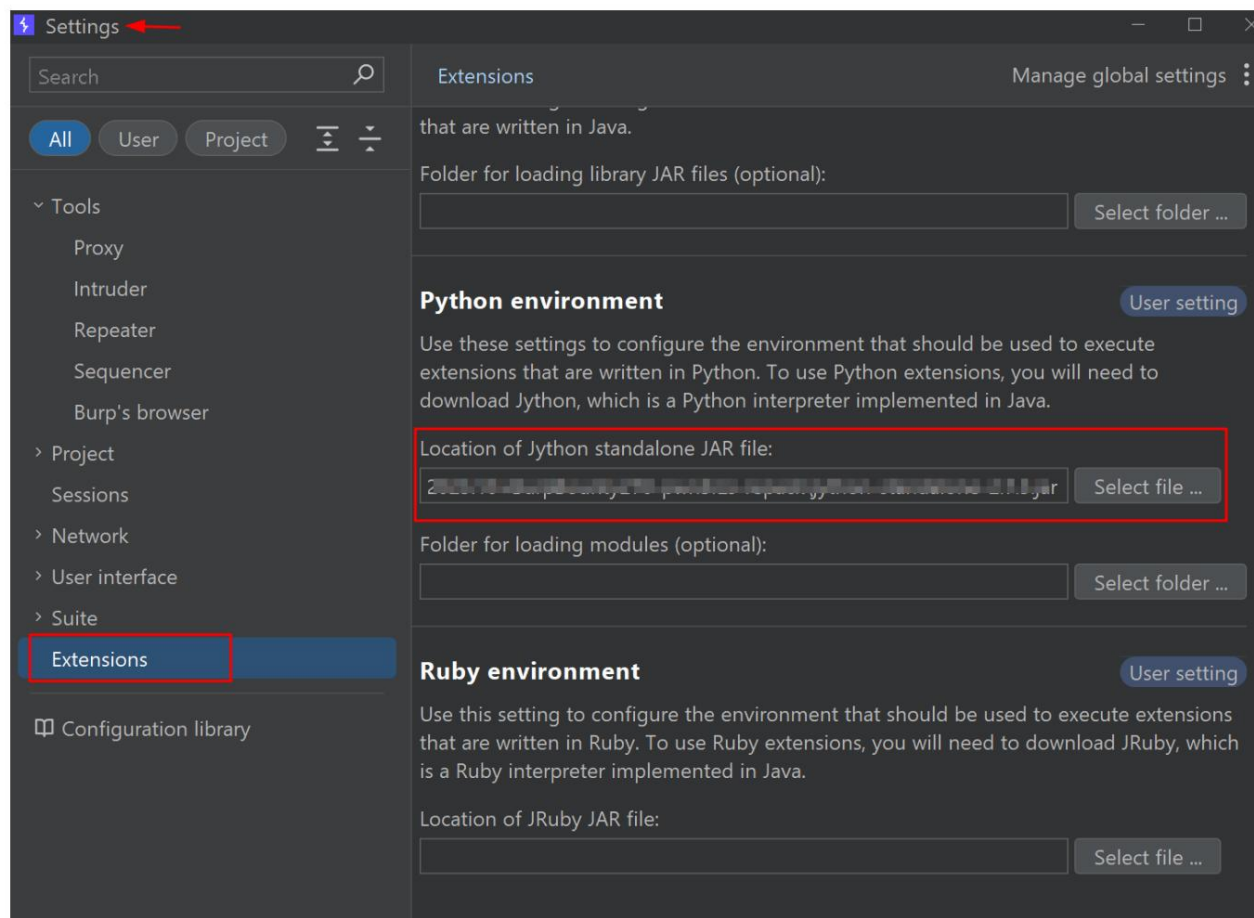 Settings
Search
All
User
Project
Tools
Proxy
Intruder
Repeater
Sequencer
Burp's browser
Project
Sessions
Network
User interface
Suite
Extensions
Configuration library
Extensions
Manage global settings
that are written in Java.
Folder for loading library JAR files (optional):
Select folder ...
Python environment
User setting
Use these settings to configure the environment that should be used to execute
extensions that are written in Python. To use Python extensions, you will need to
download Jython, which is a Python interpreter implemented in Java.
Location of Jython standalone JAR file:
Select file ...
Folder for loading modules (optional):
Select folder ...
Ruby environment
User setting
Use this setting to configure the environment that should be used to execute extensions
that are written in Ruby. To use Ruby extensions, you will need to download JRuby, which
is a Ruby interpreter implemented in Java.
Location of JRuby JAR file:
Select file ...